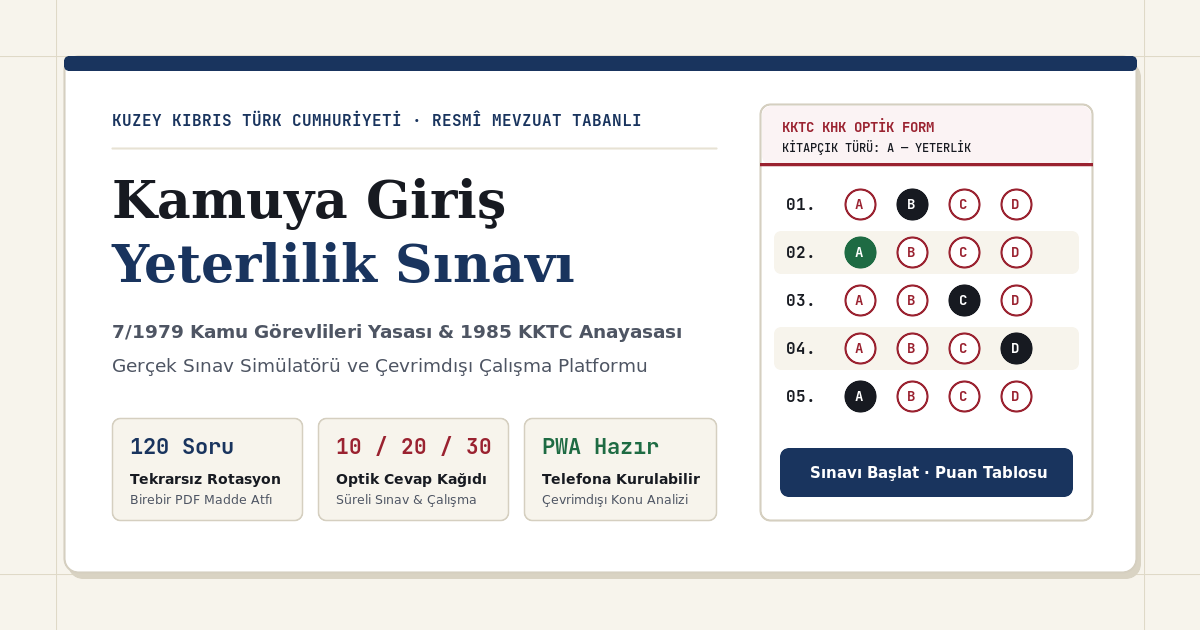 KUZEY KIBRIS TÜRK CUMHURİYETİ · RESMÎ MEVZUAT TABANLI
Kamuya Giriş
Yeterlilik Sınavı
7/1979 Kamu Görevlileri Yasası & 1985 KKTC Anayasası
Gerçek Sınav Simülatörü ve Çevrimdışı Çalışma Platformu
120 Soru
Tekrarsız Rotasyon
Birebir PDF Madde Atfı
10 / 20 / 30
Optik Cevap Kağıdı
Süreli Sınav & Çalışma
PWA Hazır
Telefona Kurulabilir
Çevrimdışı Konu Analizi
KKTC KHK OPTİK FORM
KİTAPÇIK TÜRÜ: A — YETERLİK
01. A B C D
02. A B C D
03. A B C D
04. A B C D
05. A B C D
Sınavı Başlat · Puan Tablosu